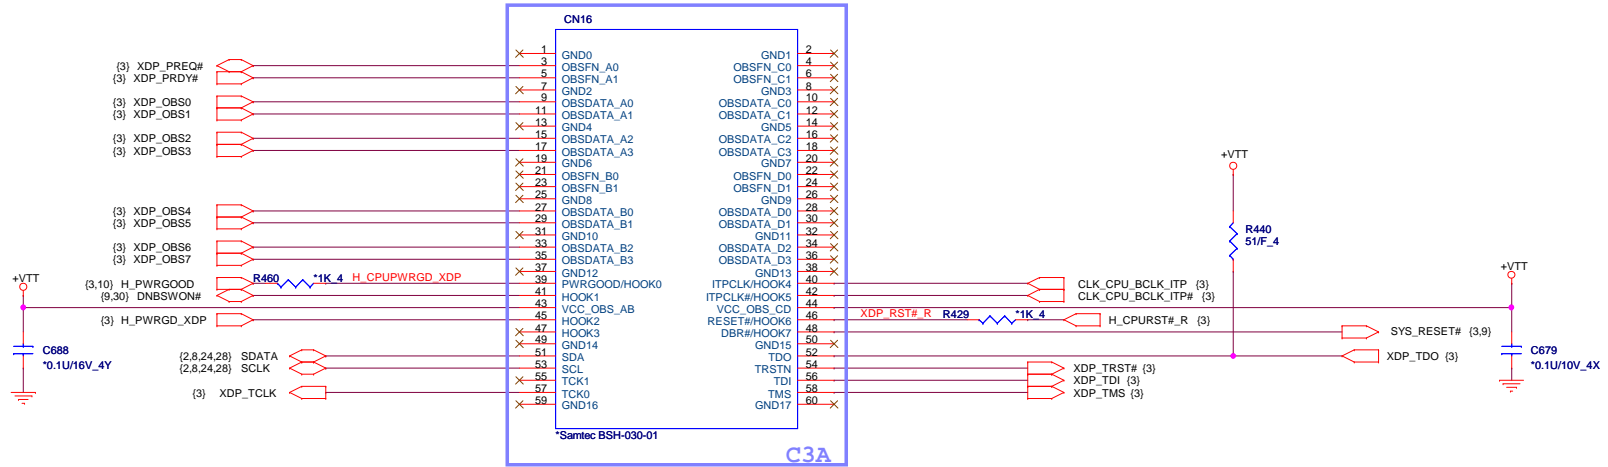 CN16
1 GND0 GND1 2
{3} XDP_PREQ# 3 OBSFN_A0 OBSFN_C0 4
{3} XDP_PRDY# 5 OBSFN_A1 OBSFN_C1 6
7 GND2 GND3 8
{3} XDP_OBS0 9 OBSDATA_A0 OBSDATA_C0 10
{3} XDP_OBS1 11 OBSDATA_A1 OBSDATA_C1 12
13 GND4 GND5 14
{3} XDP_OBS2 15 OBSDATA_A2 OBSDATA_C2 16
{3} XDP_OBS3 17 OBSDATA_A3 OBSDATA_C3 18
19 GND6 GND7 20
+VTT
21 OBSFN_B0 OBSFN_D0 22
23 OBSFN_B1 OBSFN_D1 24
25 GND8 GND9 26
{3} XDP_OBS4 27 OBSDATA_B0 OBSDATA_D0 28
{3} XDP_OBS5 29 OBSDATA_B1 OBSDATA_D1 30
R440
31 GND10 GND11 32
51/F_4
{3} XDP_OBS6 33 OBSDATA_B2 OBSDATA_D2 34
{3} XDP_OBS7 35 OBSDATA_B3 OBSDATA_D3 36
37 GND12 GND13 38
+VTT
+VTT
{3,10} H_PWRGOOD R460 *1K_4 H_CPUPWRGD_XDP 39 PWRGOOD/HOOK0 ITPCLK/HOOK4 40 CLK_CPU_BCLK_ITP {3}
{9,30} DNBSWON# 41 HOOK1 ITPCLK#/HOOK5 42 CLK_CPU_BCLK_ITP# {3}
43 VCC_OBS_AB VCC_OBS_CD 44
{3} H_PWRGD_XDP 45 HOOK2 RESET#/HOOK6 46 XDP_RST#_R R429 *1K_4 H_CPURST#_R {3}
47 HOOK3 DBR#/HOOK7 48 SYS_RESET# {3,9}
49 GND14 GND15 50
C688
*0.1U/16V_4Y
C679
*0.1U/10V_4X
{2,8,24,28} SDATA 51 SDA TDO 52 XDP_TDO {3}
{2,8,24,28} SCLK 53 SCL TRSTN 54 XDP_TRST# {3}
55 TCK1 TDI 56 XDP_TDI {3}
{3} XDP_TCLK 57 TCK0 TMS 58 XDP_TMS {3}
59 GND16 GND17 60
*Samtec BSH-030-01
C3A